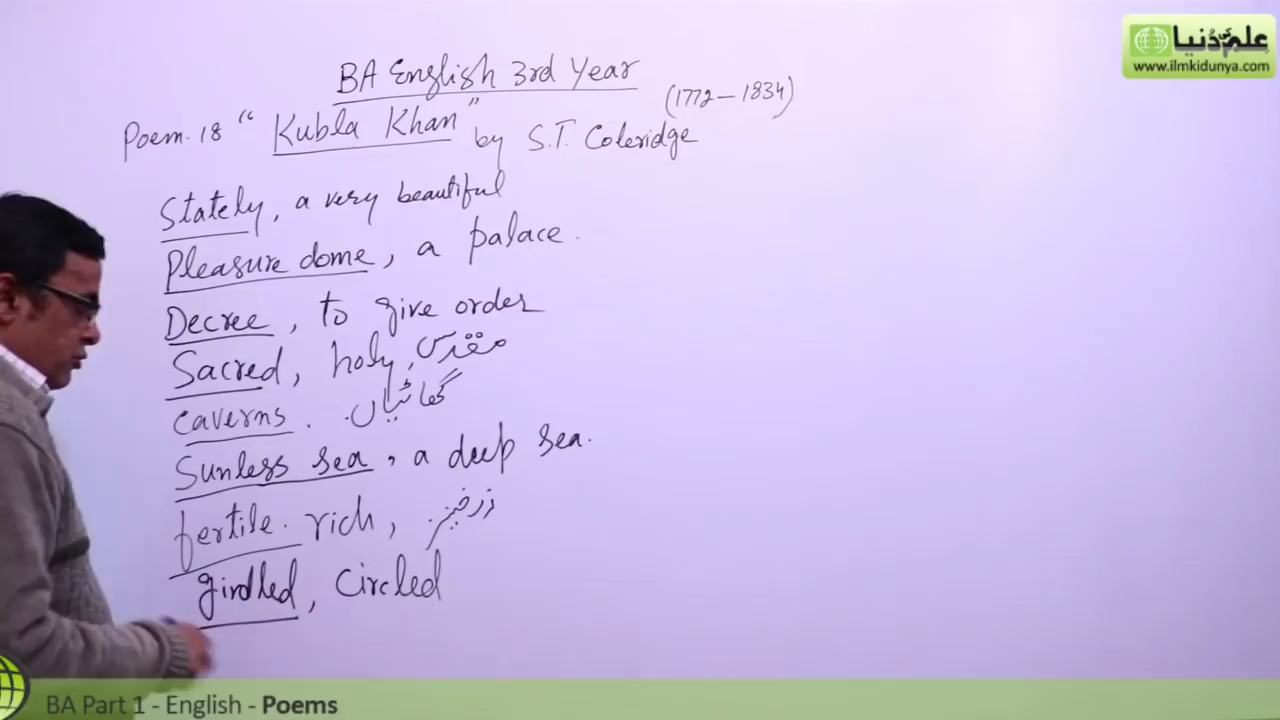 علم کی دنیا
www.ilmkidunya.com
BA English 3rd Year
(1772 – 1834)
Poem. 18 “ Kubla Khan ” by S.T. Coleridge
Stately, a very beautiful
Pleasure dome, a palace.
Decree, to give order
Sacred, holy, مقدس
caverns. گھاٹیاں.
Sunless sea, a deep sea.
fertile. rich, زرخیز
girdled, Circled
BA Part 1 - English - Poems